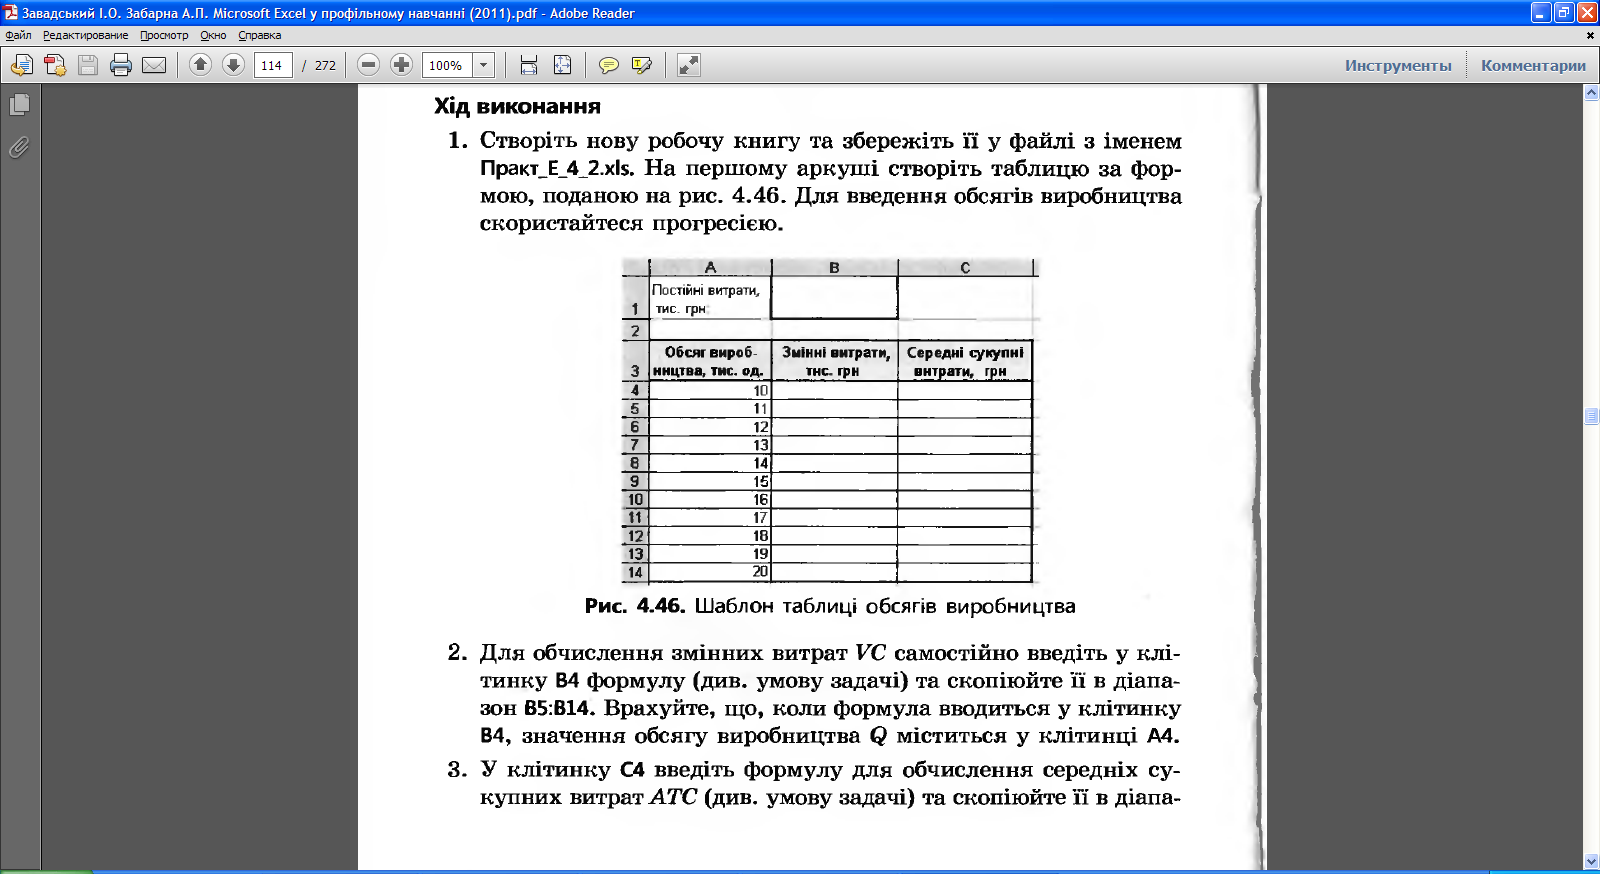 Завадський І.О. Забарна А.П. Microsoft Excel у профільному навчанні (2011).pdf - Adobe Reader
Файл Редактирование Просмотр Окно Справка
114 / 272 100% Инструменты Комментарии
Хід виконання
1. Створіть нову робочу книгу та збережіть її у файлі з іменем
Практ_Е_4_2.xls. На першому аркуші створіть таблицю за фор-
мою, поданою на рис. 4.46. Для введення обсягів виробництва
скористайтеся прогресією.
A B C
Постійні витрати,
1 тис. грн
2
Обсяг вироб- Змінні витрати, Середні сукупні
3 ництва, тис. од. тис. грн витрати, грн
4 10
5 11
6 12
7 13
8 14
9 15
10 16
11 17
12 18
13 19
14 20
Рис. 4.46. Шаблон таблиці обсягів виробництва
2. Для обчислення змінних витрат VC самостійно введіть у клі-
тинку B4 формулу (див. умову задачі) та скопіюйте її в діапа-
зон B5:B14. Врахуйте, що, коли формула вводиться у клітинку
B4, значення обсягу виробництва Q міститься у клітинці A4.
3. У клітинку C4 введіть формулу для обчислення середніх су-
купних витрат ATC (див. умову задачі) та скопіюйте її в діапа-